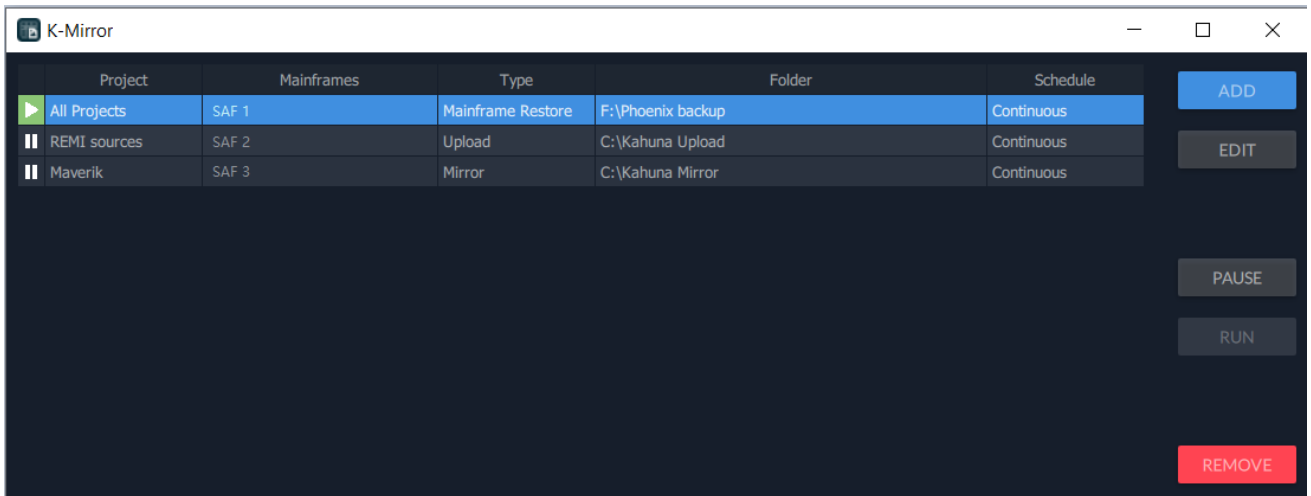 K-Mirror
Project Mainframes Type Folder Schedule
ADD
All Projects SAF 1 Mainframe Restore F:\Phoenix backup Continuous
REMI sources SAF 2 Upload C:\Kahuna Upload Continuous
EDIT
Maverik SAF 3 Mirror C:\Kahuna Mirror Continuous
PAUSE
RUN
REMOVE